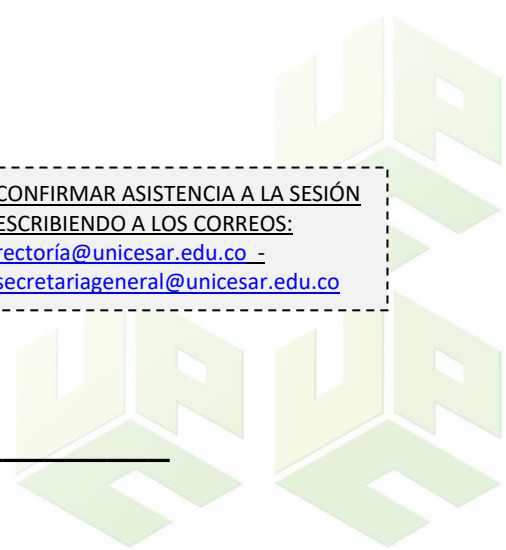 CONFIRMAR ASISTENCIA A LA SESIÓN
ESCRIBIENDO A LOS CORREOS:
rectoría@unicesar.edu.co -
secretariageneral@unicesar.edu.co